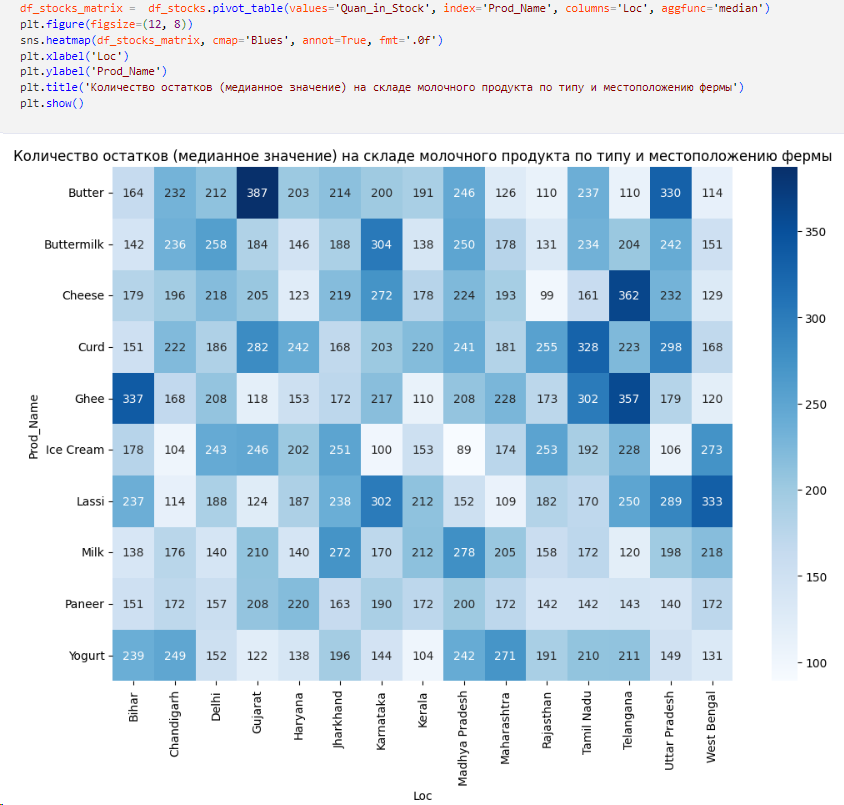 df_stocks_matrix =  df_stocks.pivot_table(values='Quan_in_Stock', index='Prod_Name', columns='Loc', aggfunc='median')
plt.figure(figsize=(12, 8))
sns.heatmap(df_stocks_matrix, cmap='Blues', annot=True, fmt='.0f')
plt.xlabel('Loc')
plt.ylabel('Prod_Name')
plt.title('Количество остатков (медианное значение) на складе молочного продукта по типу и местоположению фермы')
plt.show()
Количество остатков (медианное значение) на складе молочного продукта по типу и местоположению фермы
Butter 164 232 212 387 203 214 200 191 246 126 110 237 110 330 114
Buttermilk 142 236 258 184 146 188 304 138 250 178 131 234 204 242 151
Cheese 179 196 218 205 123 219 272 178 224 193 99 161 362 232 129
Curd 151 222 186 282 242 168 203 220 241 181 255 328 223 298 168
Ghee 337 168 208 118 153 172 217 110 208 228 173 302 357 179 120
Ice Cream 178 104 243 246 202 251 100 153 89 174 253 192 228 106 273
Lassi 237 114 188 124 187 238 302 212 152 109 182 170 250 289 333
Milk 138 176 140 210 140 272 170 212 278 205 158 172 120 198 218
Paneer 151 172 157 208 220 163 190 172 200 172 142 142 143 140 172
Yogurt 239 249 152 122 138 196 144 104 242 271 191 210 211 149 131
Prod_Name
Bihar
Chandigarh
Delhi
Gujarat
Haryana
Jharkhand
Karnataka
Kerala
Madhya Pradesh
Maharashtra
Rajasthan
Tamil Nadu
Telangana
Uttar Pradesh
West Bengal
Loc
350
300
250
200
150
100